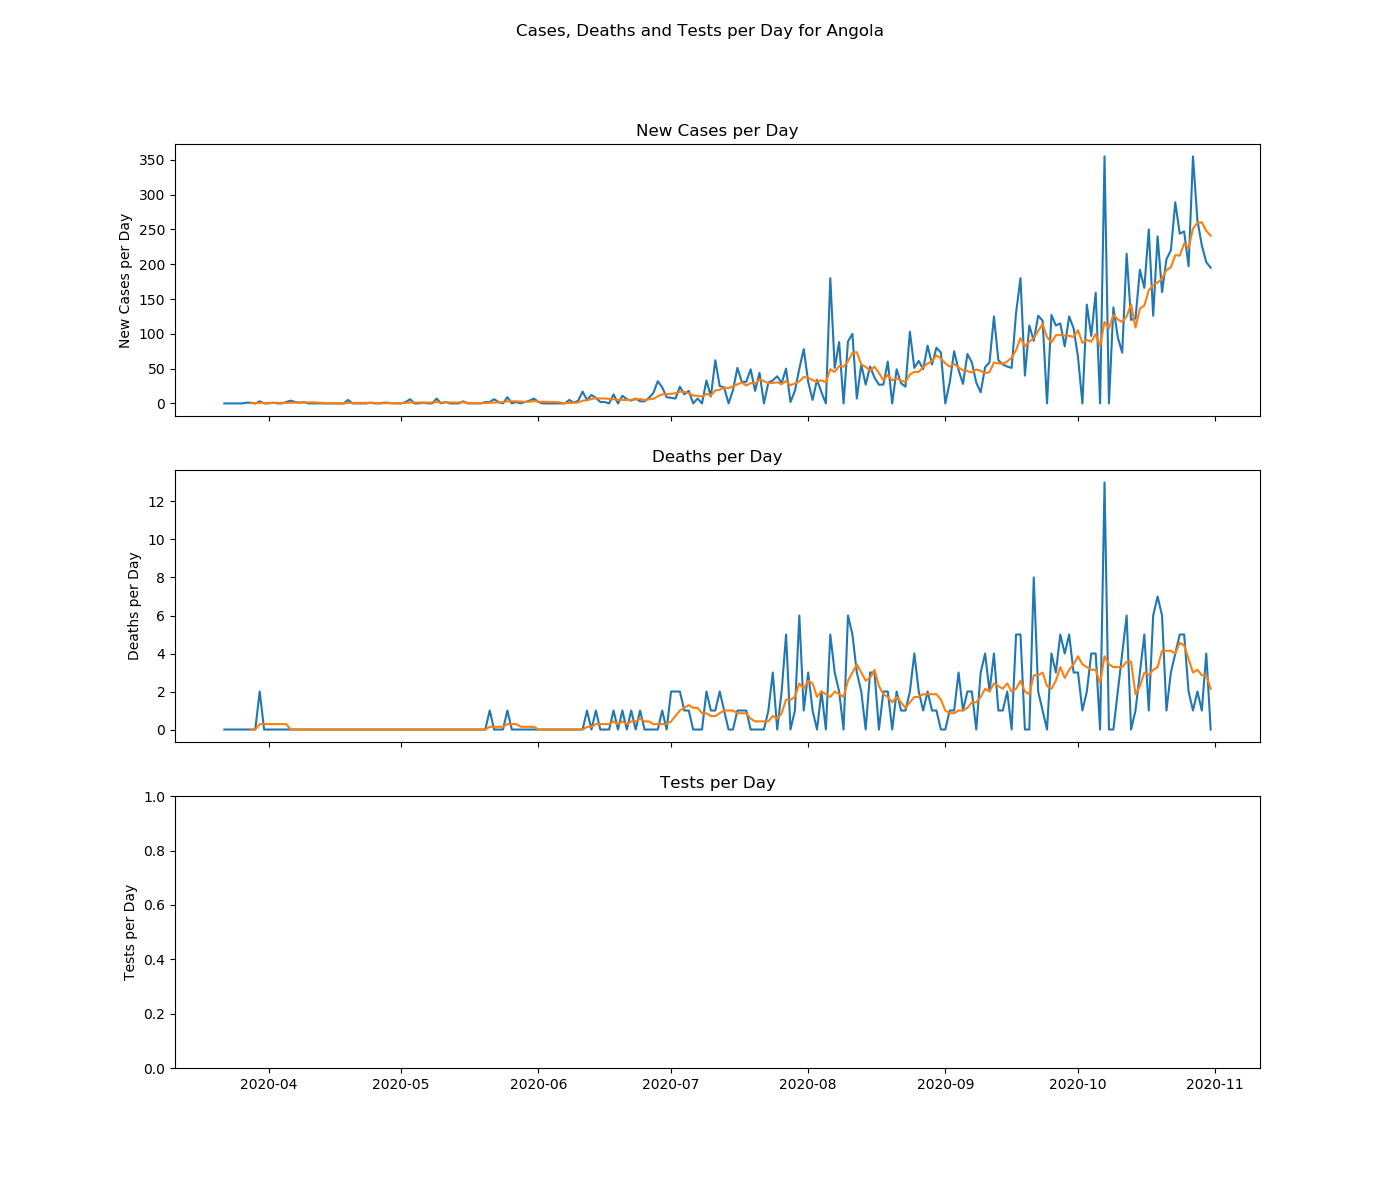 Cases, Deaths and Tests per Day for Angola
New Cases per Day
350
300
250
200
150
100
50
0
New Cases per Day
Deaths per Day
12
10
8
6
4
2
0
Deaths per Day
Tests per Day
1.0
0.8
0.6
0.4
0.2
0.0
Tests per Day
2020-04 2020-05 2020-06 2020-07 2020-08 2020-09 2020-10 2020-11